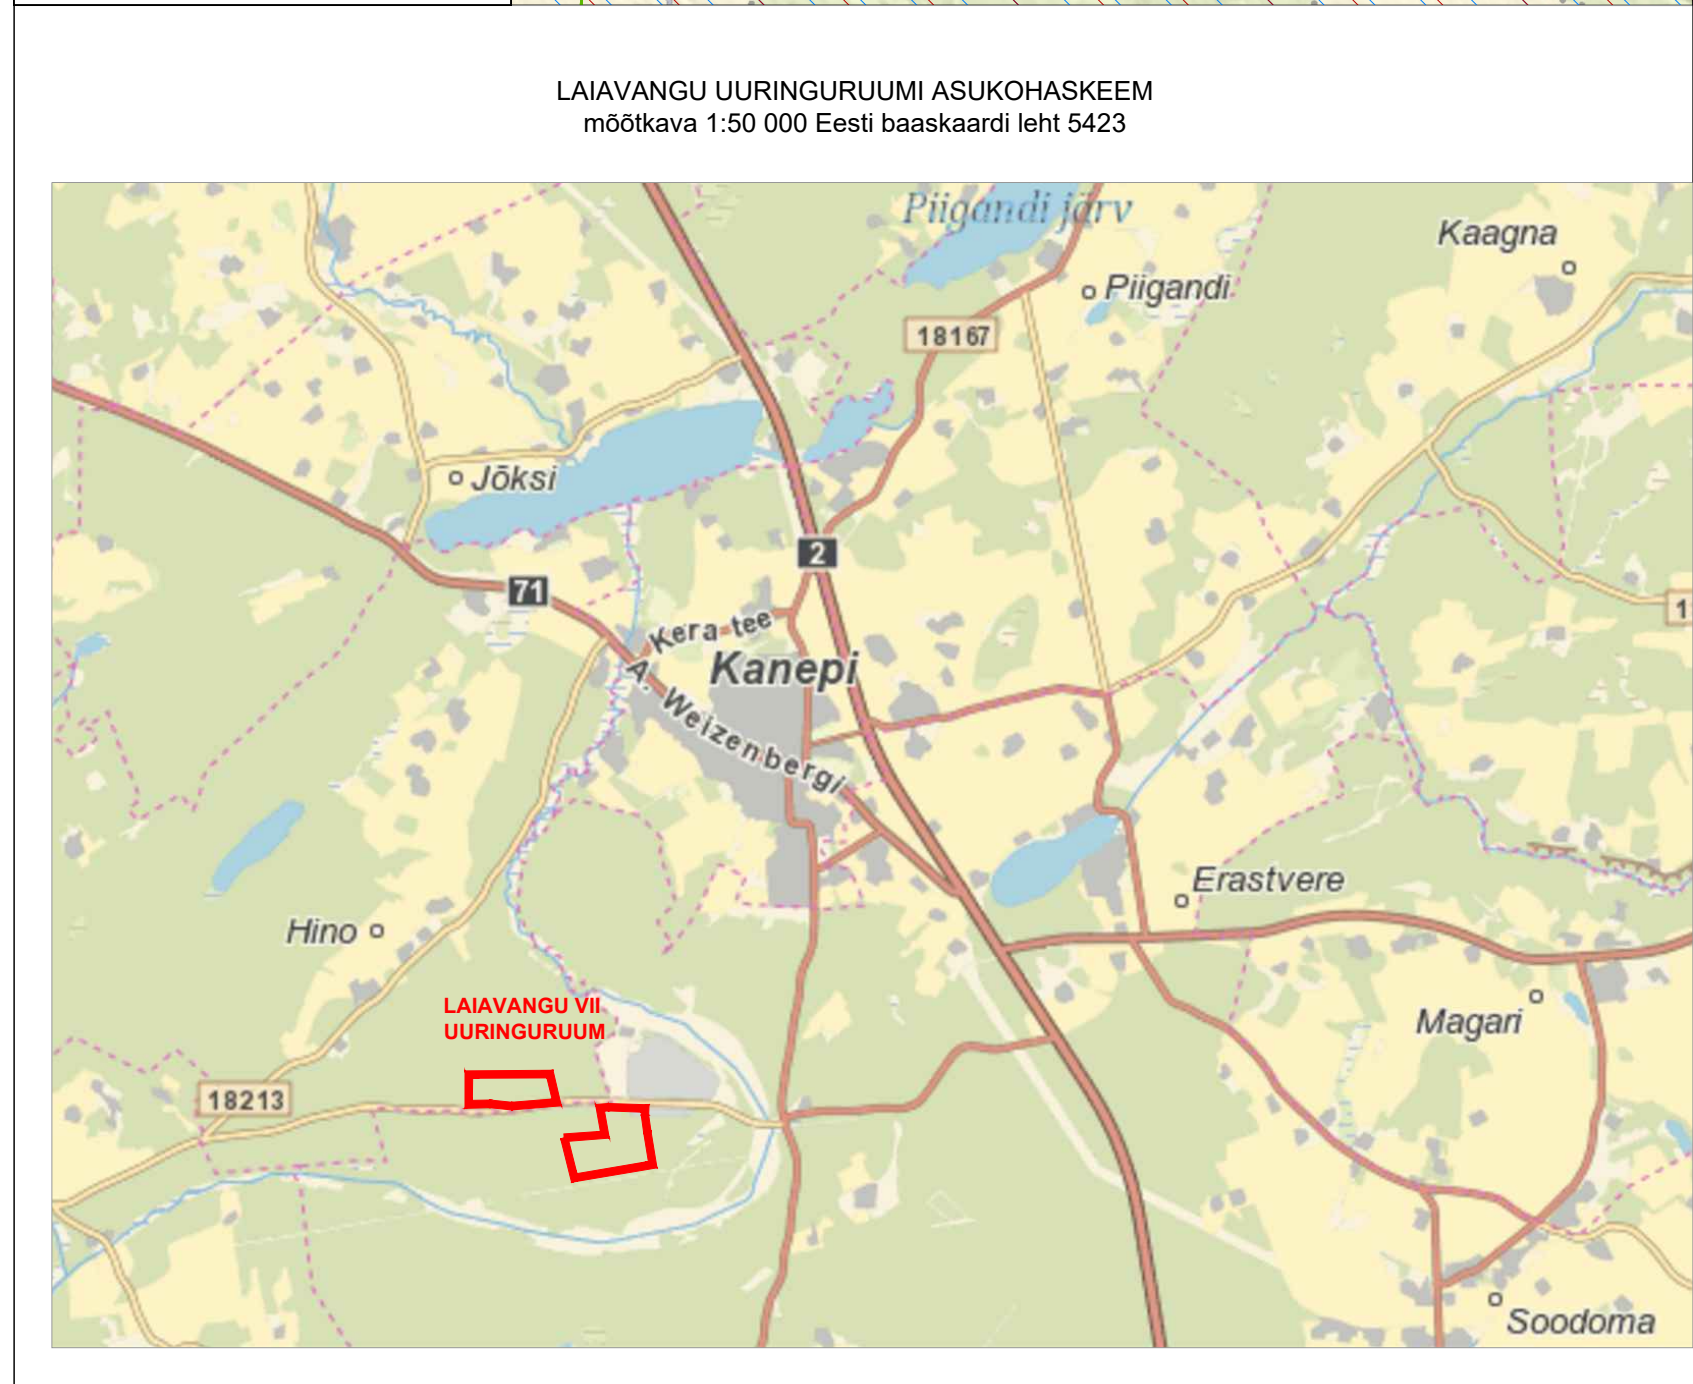 LAIAVANGU UURINGURUUMI ASUKOHASKEEM
mõõtkava 1:50 000 Eesti baaskaardi leht 5423
Piigandi järv
Kaagna
Piigandi
18167
Jõksi
2
71
Kera tee
Kanepi
A. Weizenbergi
Erastvere
Hino
LAIAVANGU VII
UURINGURUUM
Magari
18213
Soodoma